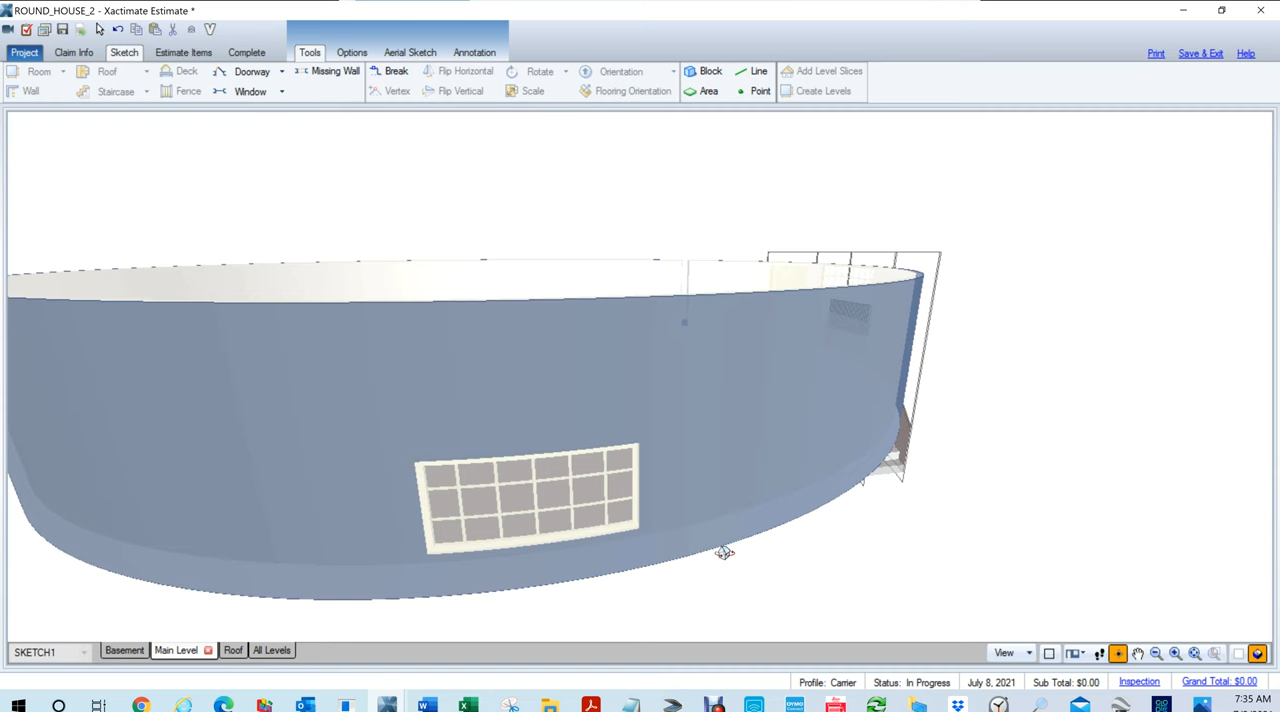 ROUND_HOUSE_2 - Xactimate Estimate *
Project Claim Info Sketch Estimate Items Complete Tools Options Aerial Sketch Annotation Print Save & Exit Help
Room Roof Deck Doorway Missing Wall Break Flip Horizontal Rotate Orientation Block Line Add Level Slices
Wall Staircase Fence Window Vertex Flip Vertical Scale Flooring Orientation Area Point Create Levels
SKETCH1 Basement Main Level Roof All Levels View
Profile: Carrier Status: In Progress July 8, 2021 Sub Total: $0.00 Inspection Grand Total: $0.00
7:35 AM